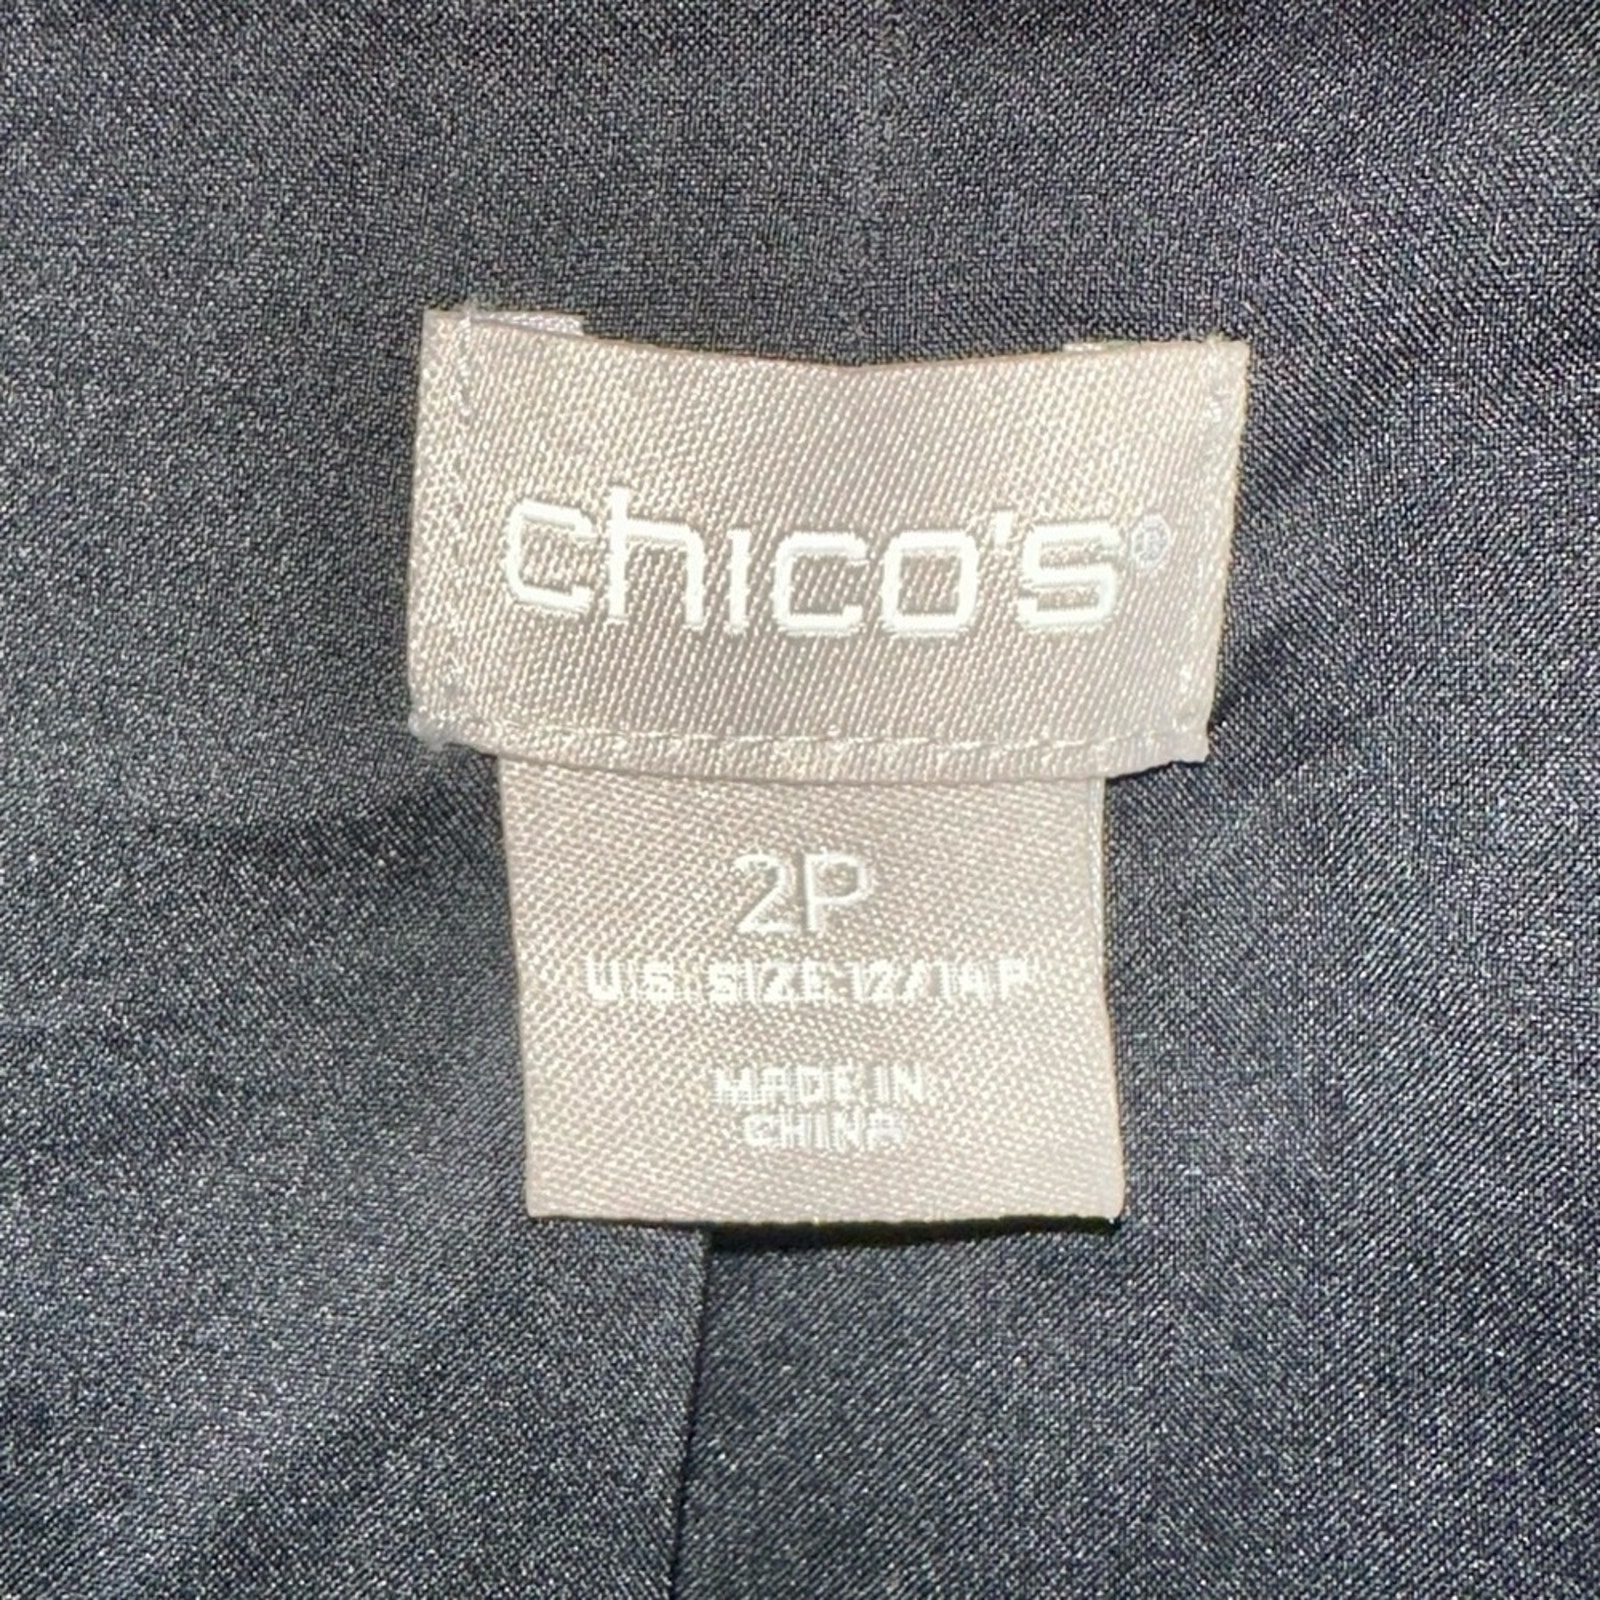 chico's®
2P
U.S. SIZE 12/14P
MADE IN
CHINA